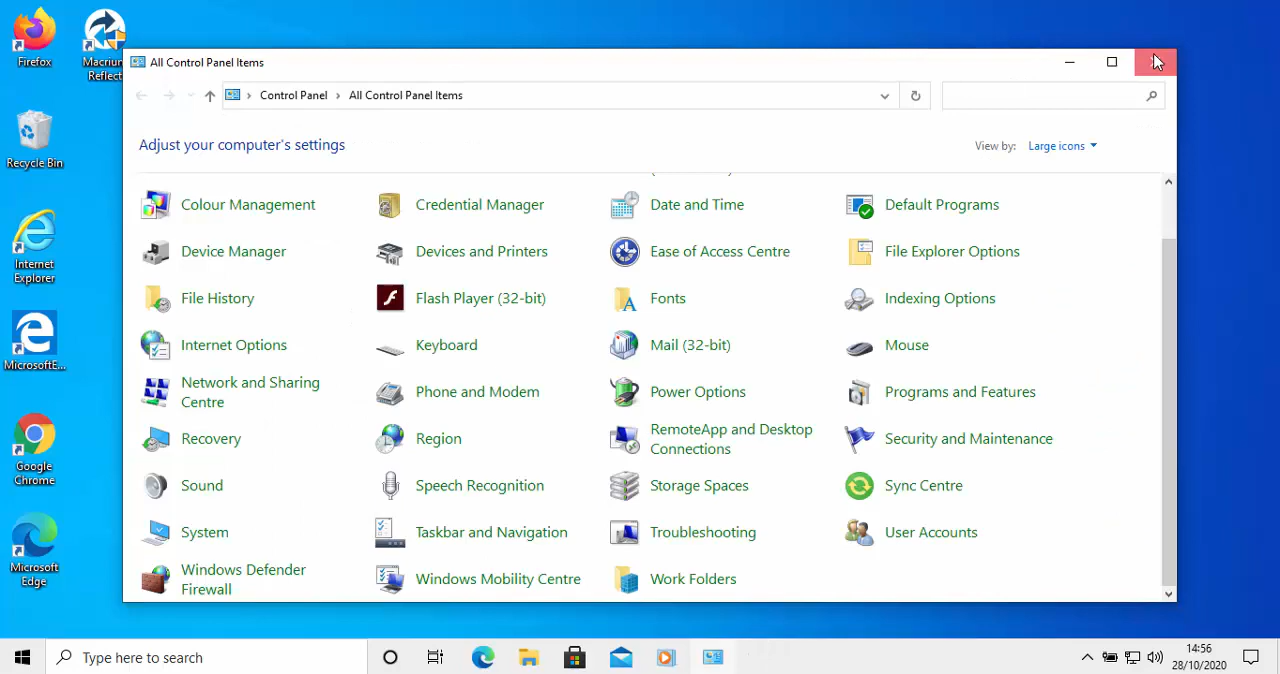 Firefox
Macrium
Reflect
Recycle Bin
Internet
Explorer
MicrosoftE...
Google
Chrome
Microsoft
Edge
All Control Panel Items
Control Panel › All Control Panel Items
Adjust your computer's settings
View by: Large icons
Colour Management
Credential Manager
Date and Time
Default Programs
Device Manager
Devices and Printers
Ease of Access Centre
File Explorer Options
File History
Flash Player (32-bit)
Fonts
Indexing Options
Internet Options
Keyboard
Mail (32-bit)
Mouse
Network and Sharing
Centre
Phone and Modem
Power Options
Programs and Features
Recovery
Region
RemoteApp and Desktop
Connections
Security and Maintenance
Sound
Speech Recognition
Storage Spaces
Sync Centre
System
Taskbar and Navigation
Troubleshooting
User Accounts
Windows Defender
Firewall
Windows Mobility Centre
Work Folders
Type here to search
14:56
28/10/2020